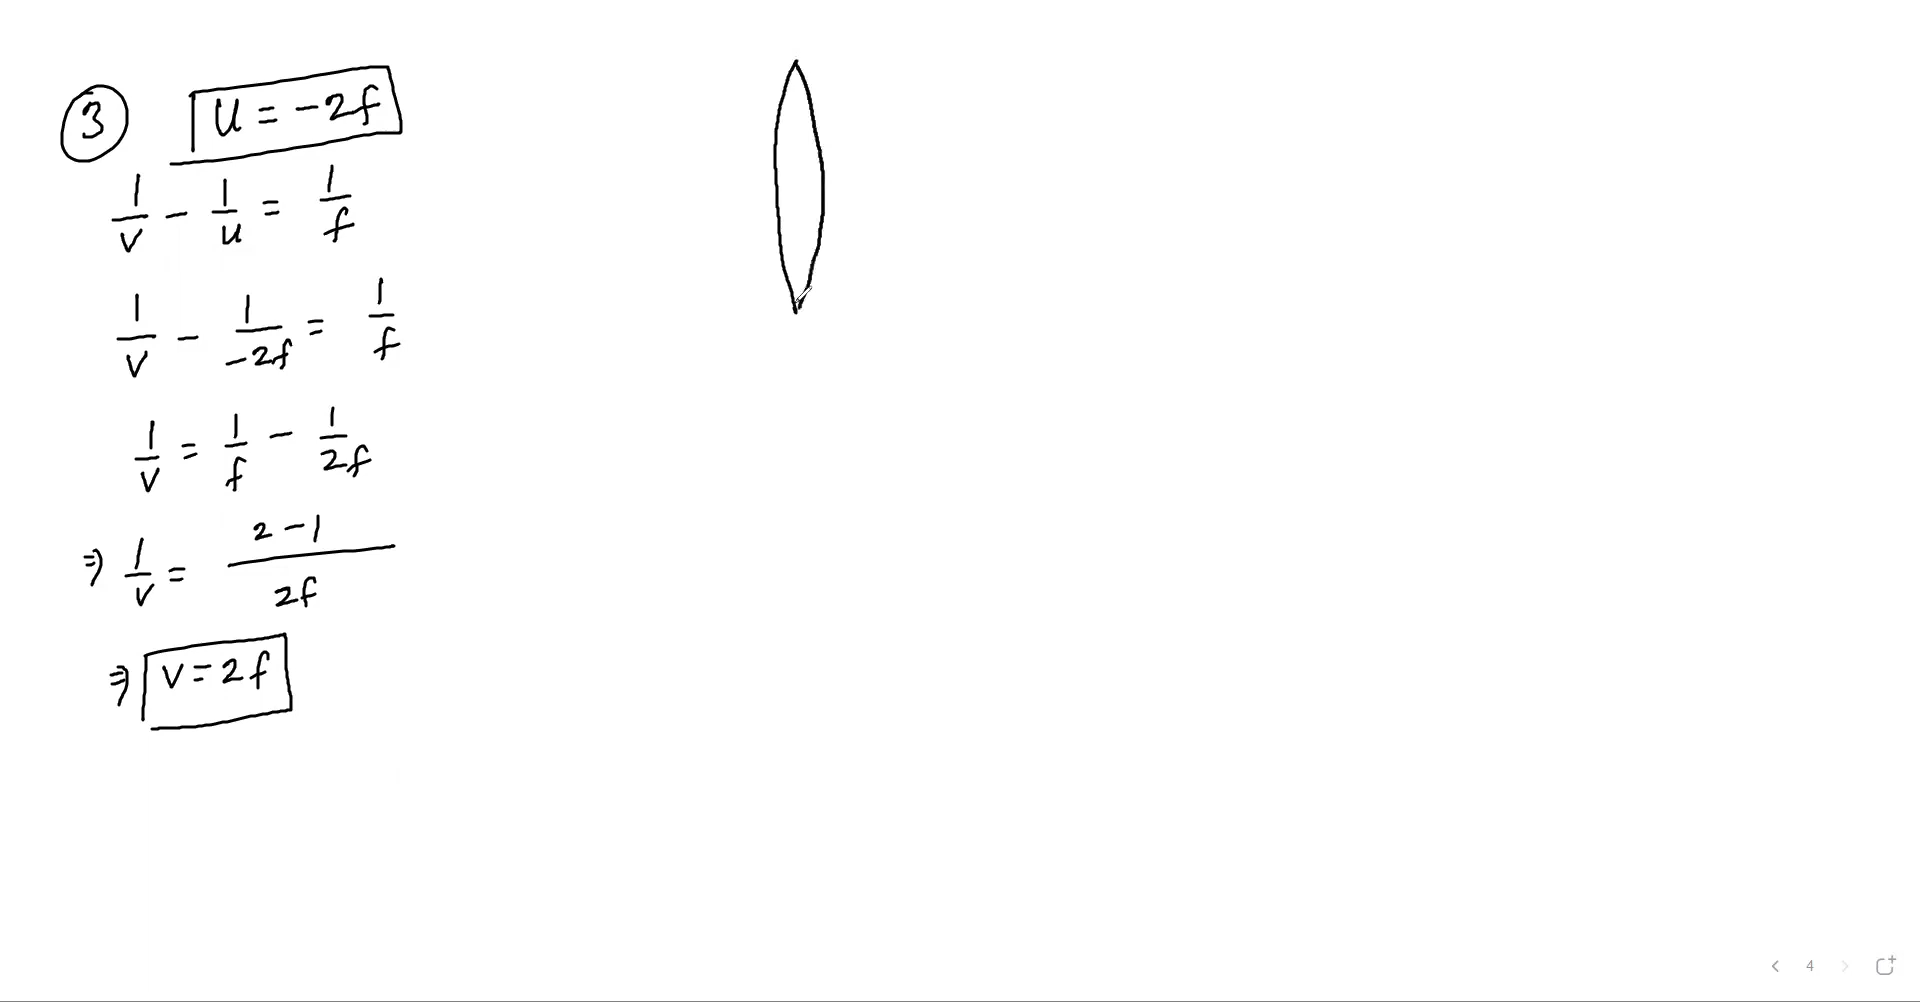 3 U = -2f
1/v - 1/u = 1/f
1/v - 1/-2f = 1/f
1/v = 1/f - 1/2f
⇒ 1/v = 2-1/2f
⇒ v = 2f
4